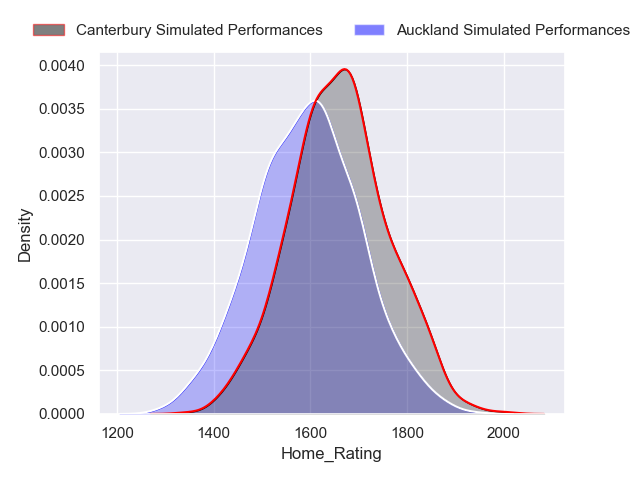 Canterbury Simulated Performances Auckland Simulated Performances
0.0040
0.0035
0.0030
0.0025
0.0020
0.0015
0.0010
0.0005
0.0000
Density
1200 1400 1600 1800 2000
Home_Rating